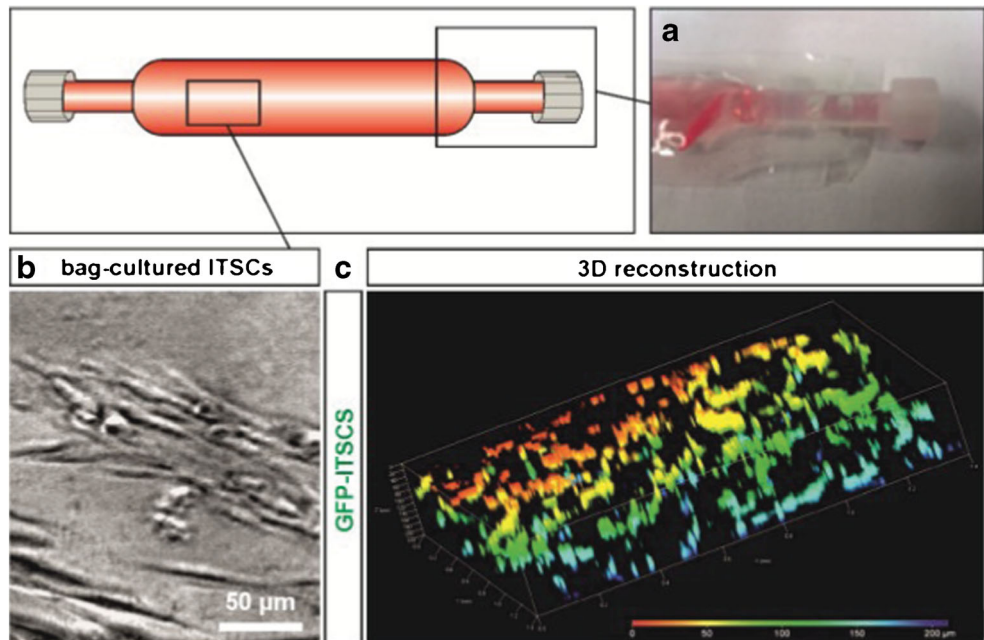 a
b bag-cultured ITSCs
c 3D reconstruction
GFP-ITSCS
50 µm
0 50 100 150 200 µm